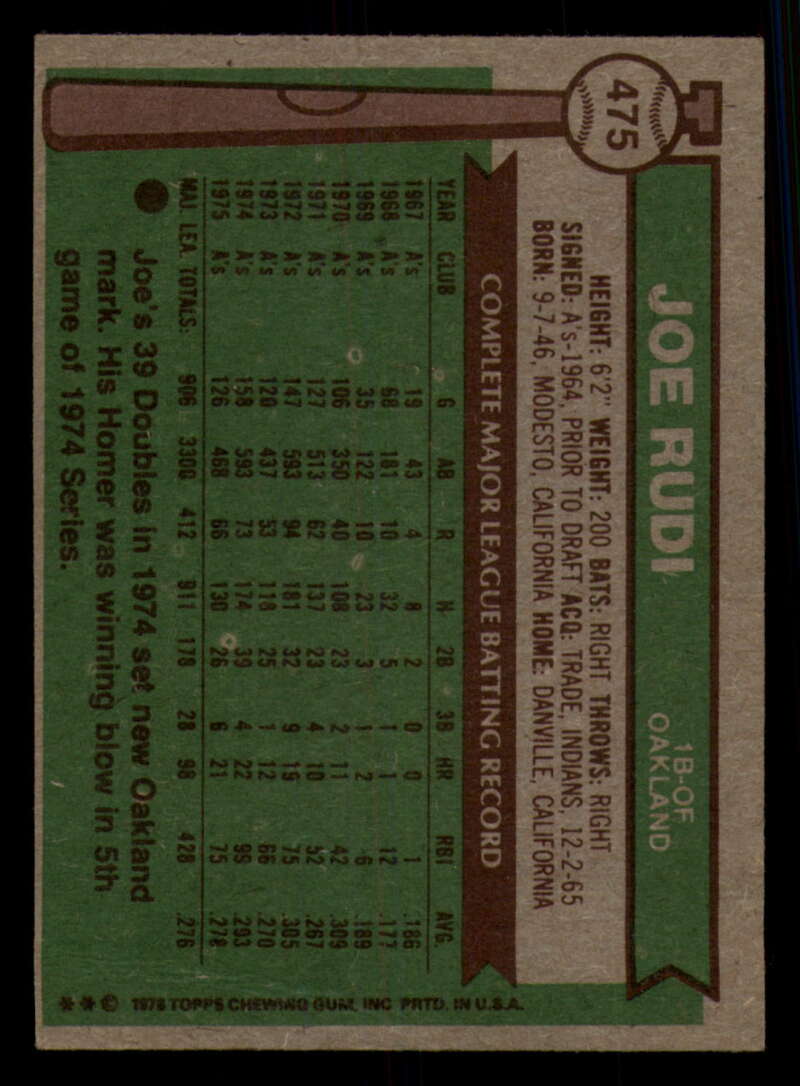 475
JOE RUDI
1B-OF
OAKLAND
HEIGHT: 6'2" WEIGHT: 200 BATS: RIGHT THROWS: RIGHT
SIGNED: A's-1964, PRIOR TO DRAFT ACQ: TRADE, INDIANS, 12-2-65
BORN: 9-7-46, MODESTO, CALIFORNIA HOME: DANVILLE, CALIFORNIA
COMPLETE MAJOR LEAGUE BATTING RECORD
YEAR CLUB G AB R H 2B 3B HR RBI AVG.
1967 A's 19 43 4 8 2 0 0 1 .186
1968 A's 68 181 10 32 5 1 1 12 .177
1969 A's 35 122 10 23 3 1 2 6 .189
1970 A's 106 350 40 108 23 2 11 42 .309
1971 A's 127 513 62 137 23 4 10 52 .267
1972 A's 147 593 94 181 32 9 19 75 .305
1973 A's 120 437 53 118 25 1 12 66 .270
1974 A's 158 593 73 174 39 4 22 99 .293
1975 A's 126 468 66 130 26 6 21 75 .278
MAJ. LEA. TOTALS: 906 3300 412 911 178 28 98 428 .276
Joe's 39 Doubles in 1974 set new Oakland
mark. His Homer was winning blow in 5th
game of 1974 Series.
* * © 1976 TOPPS CHEWING GUM, INC. PRTD. IN U.S.A.